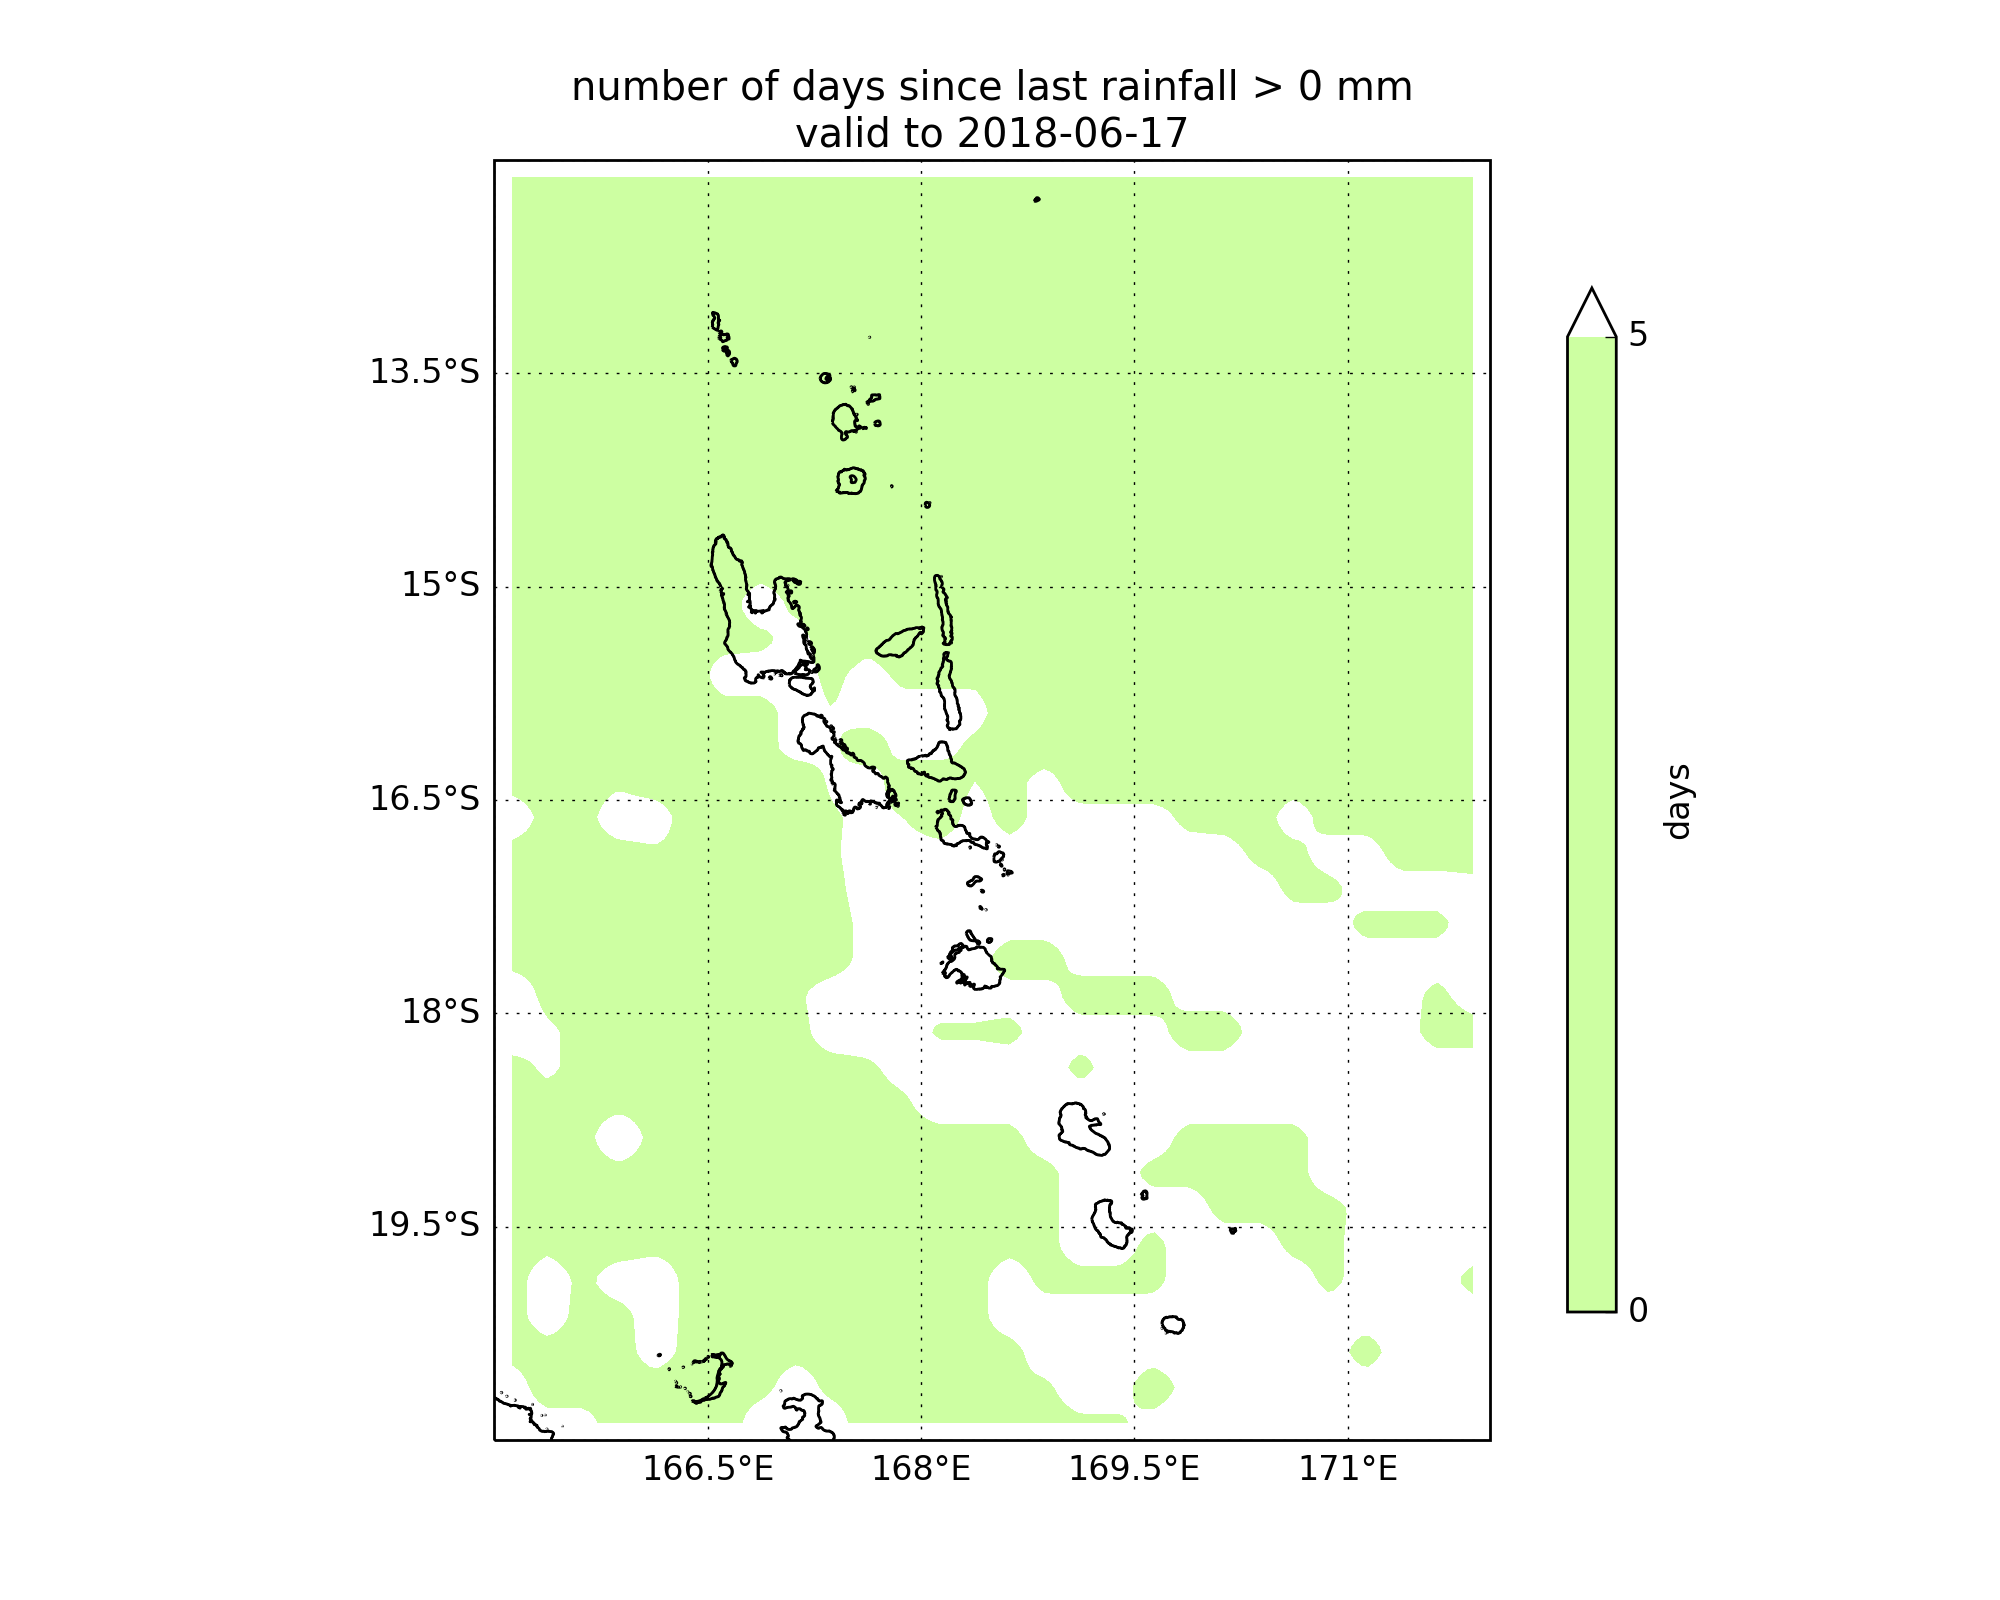 number of days since last rainfall > 0 mm
valid to 2018-06-17
13.5°S
15°S
16.5°S
18°S
19.5°S
166.5°E
168°E
169.5°E
171°E
5
0
days